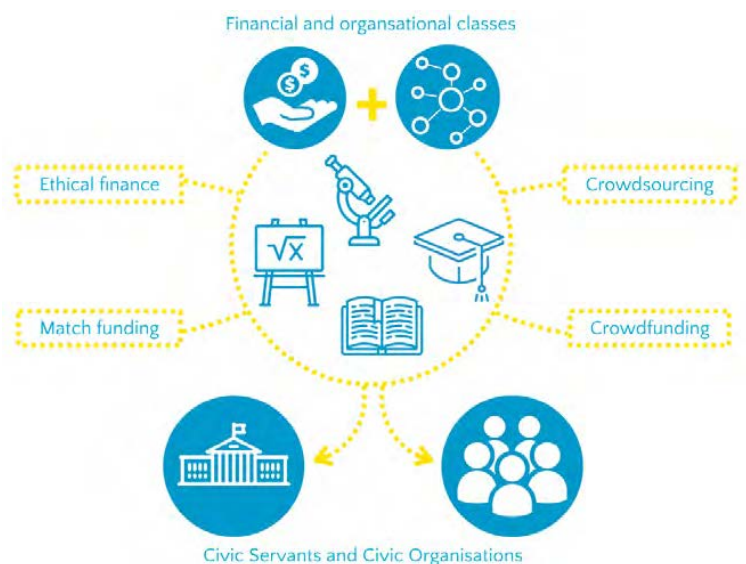 Financial and organsational classes
$
$
Ethical finance
Crowdsourcing
√x
Match funding
Crowdfunding
Civic Servants and Civic Organisations